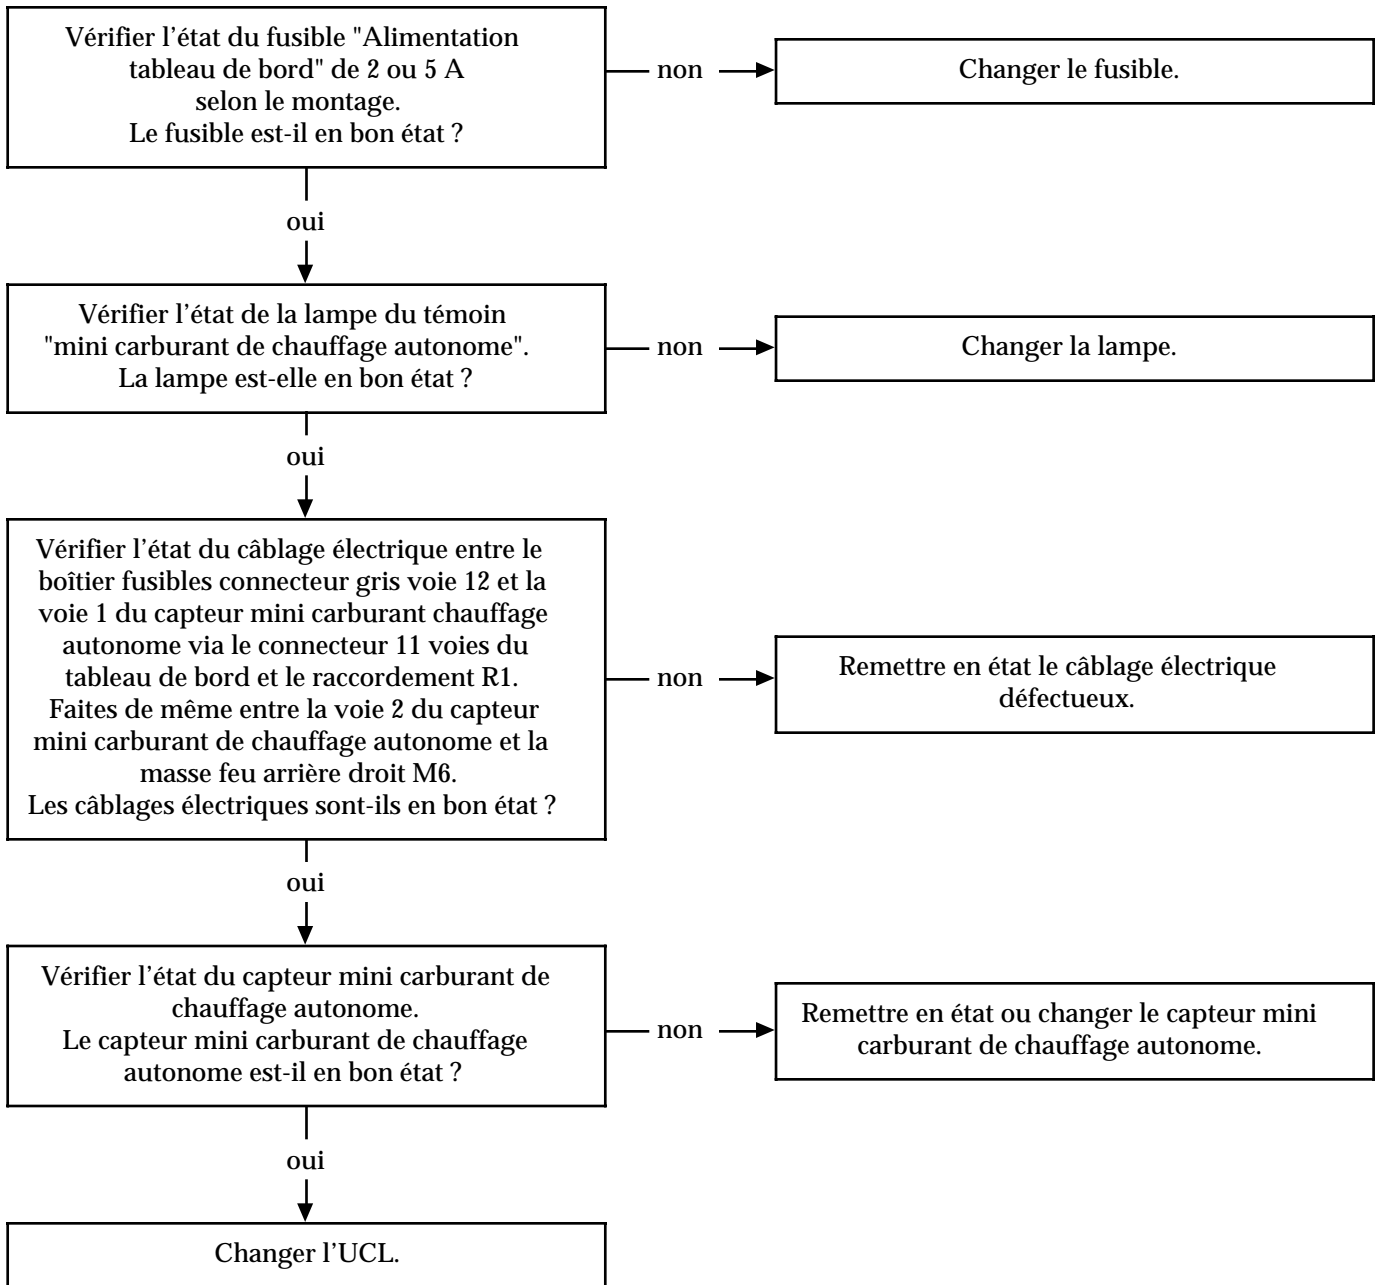 Vérifier l'état du fusible "Alimentation
tableau de bord" de 2 ou 5 A
selon le montage.
Le fusible est-il en bon état ?
non
Changer le fusible.
oui
Vérifier l'état de la lampe du témoin
"mini carburant de chauffage autonome".
La lampe est-elle en bon état ?
non
Changer la lampe.
oui
Vérifier l'état du câblage électrique entre le
boîtier fusibles connecteur gris voie 12 et la
voie 1 du capteur mini carburant chauffage
autonome via le connecteur 11 voies du
tableau de bord et le raccordement R1.
Faites de même entre la voie 2 du capteur
mini carburant de chauffage autonome et la
masse feu arrière droit M6.
Les câblages électriques sont-ils en bon état ?
non
Remettre en état le câblage électrique
défectueux.
oui
Vérifier l'état du capteur mini carburant de
chauffage autonome.
Le capteur mini carburant de chauffage
autonome est-il en bon état ?
non
Remettre en état ou changer le capteur mini
carburant de chauffage autonome.
oui
Changer l'UCL.